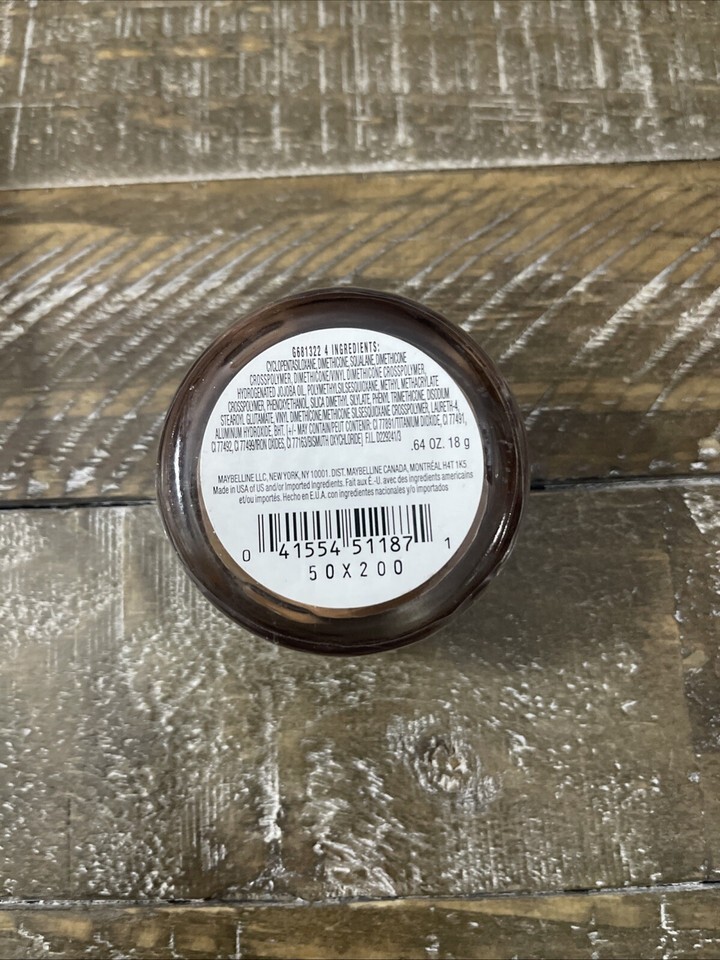 G681322 4 INGREDIENTS:
CYCLOPENTASILOXANE, DIMETHICONE, SQUALANE, DIMETHICONE
CROSSPOLYMER, DIMETHICONE/VINYL DIMETHICONE CROSSPOLYMER,
HYDROGENATED JOJOBA OIL, POLYMETHYLSILSESQUIOXANE, METHYL METHACRYLATE
CROSSPOLYMER, PHENOXYETHANOL, SILICA DIMETHYL SILYLATE, PHENYL TRIMETHICONE, DISODIUM
STEAROYL GLUTAMATE, VINYL DIMETHICONE/METHICONE SILSESQUIOXANE CROSSPOLYMER, LAURETH-4,
ALUMINUM HYDROXIDE, BHT. [+/- MAY CONTAIN/PEUT CONTENIR: CI 77891/TITANIUM DIOXIDE, CI 77491,
CI 77492, CI 77499/IRON OXIDES, CI 77163/BISMUTH OXYCHLORIDE] F.I.L. D229241/3
.64 OZ. 18 g
MAYBELLINE LLC, NEW YORK, NY 10001. DIST. MAYBELLINE CANADA, MONTRÉAL H4T 1K5
Made in USA of US and/or Imported Ingredients. Fait aux É.-U. avec des ingredients americains
et/ou importés. Hecho en E.U.A. con ingredientes nacionales y/o importados
0 41554 51187 1
50X200